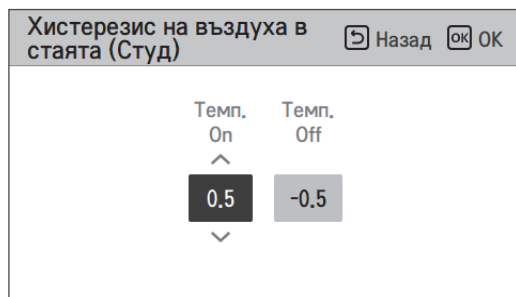 Хистерезис на въздуха в
стаята (Студ)
Назад OK OK
Темп. Темп.
On Off
0.5 -0.5